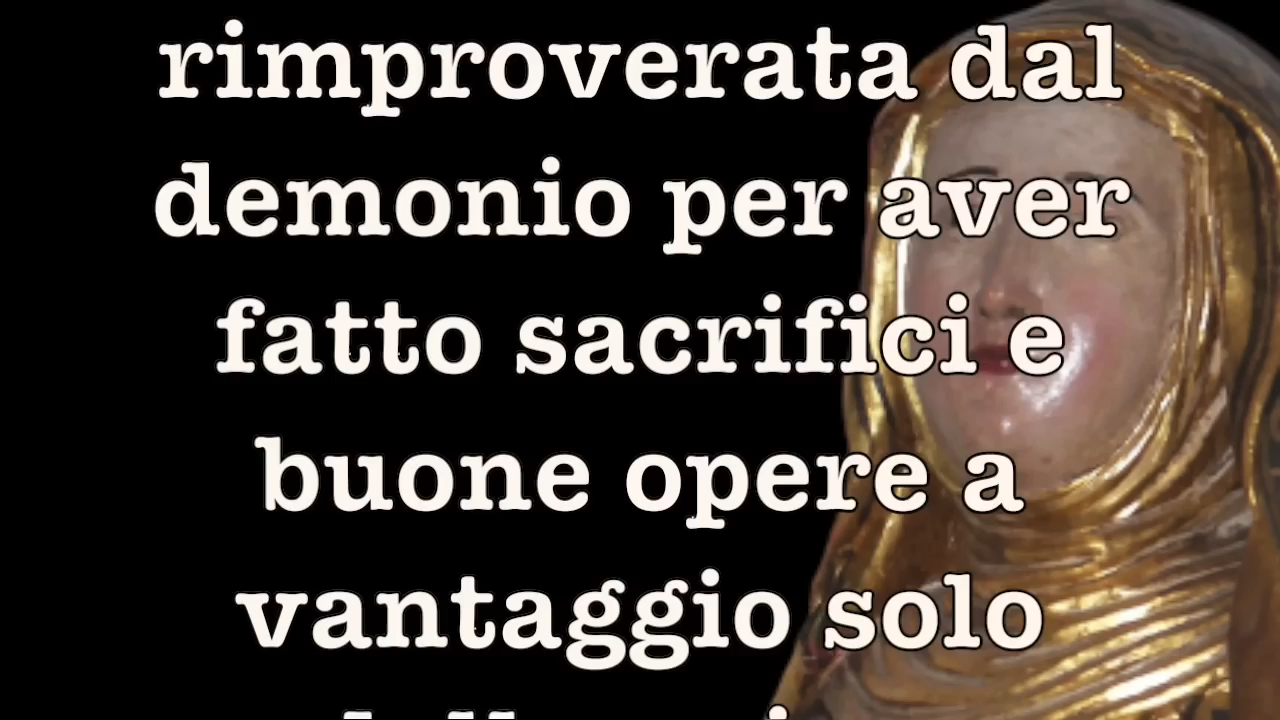 rimproverata dal
demonio per aver
fatto sacrifici e
buone opere a
vantaggio solo